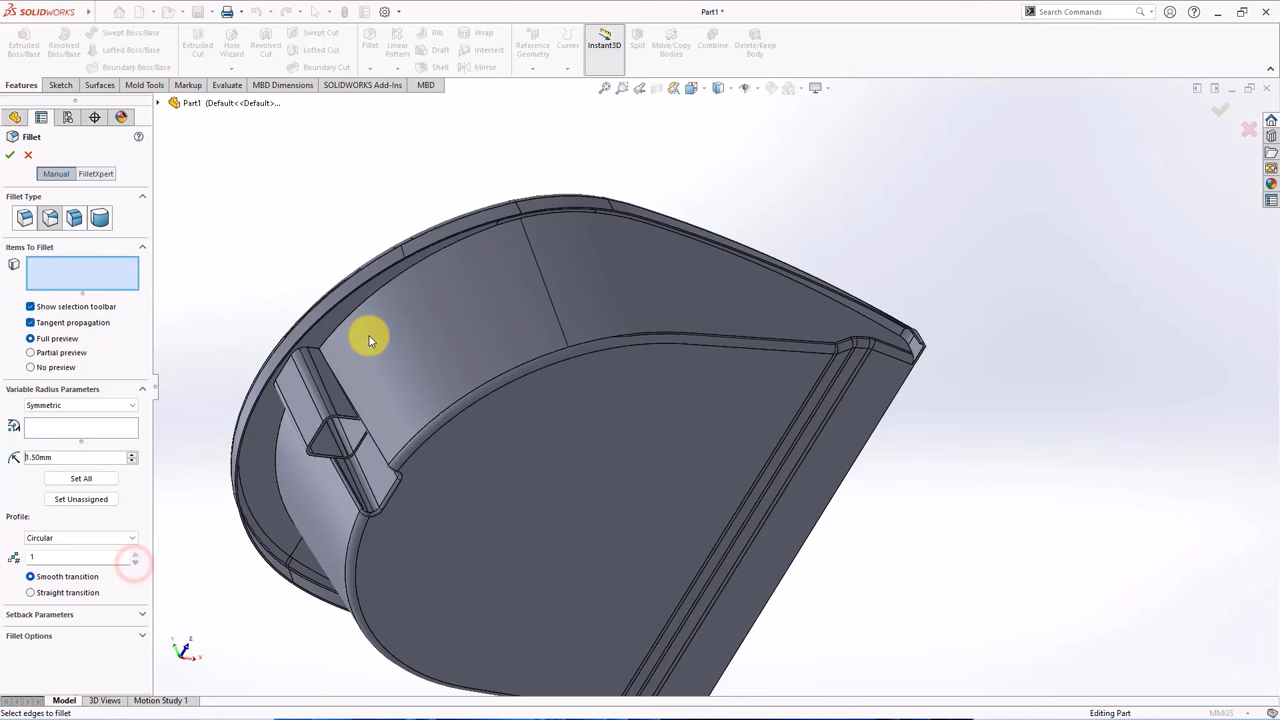 SOLIDWORKS
Part1 *
Search Commands
Extruded Boss/Base
Revolved Boss/Base
Swept Boss/Base
Lofted Boss/Base
Boundary Boss/Base
Extruded Cut
Hole Wizard
Revolved Cut
Swept Cut
Lofted Cut
Boundary Cut
Fillet
Linear Pattern
Rib
Draft
Shell
Wrap
Intersect
Mirror
Reference Geometry
Curves
Instant3D
Split
Move/Copy Bodies
Combine
Delete/Keep Body
Features
Sketch
Surfaces
Mold Tools
Markup
Evaluate
MBD Dimensions
SOLIDWORKS Add-Ins
MBD
Part1 (Default<<Default>...
Fillet
Manual
FilletXpert
Fillet Type
Items To Fillet
Show selection toolbar
Tangent propagation
Full preview
Partial preview
No preview
Variable Radius Parameters
Symmetric
1.50mm
Set All
Set Unassigned
Profile:
Circular
1
Smooth transition
Straight transition
Setback Parameters
Fillet Options
Y
Z
X
Model
3D Views
Motion Study 1
Select edges to fillet
Editing Part
MMGS